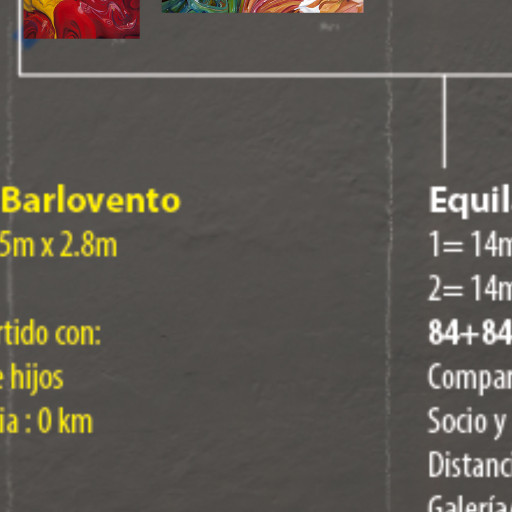 Barlovento
5m x 2.8m
rtido con:
e hijos
ia : 0 km
Equil
1= 14m
2= 14m
84+84
Compar
Socio y
Distanci
Galería